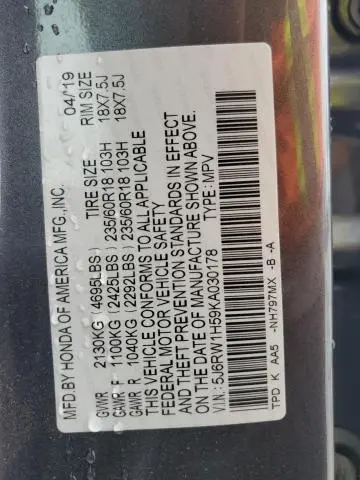 MFD.BY HONDA OF AMERICA MFG.,INC. 04/19
TIRE SIZE RIM SIZE
GVWR 2130KG (4695LBS)
GAWR F 1100KG (2425LBS) 235/60R18 103H 18X7.5J
GAWR R 1040KG (2292LBS) 235/60R18 103H 18X7.5J
THIS VEHICLE CONFORMS TO ALL APPLICABLE
FEDERAL MOTOR VEHICLE SAFETY
AND THEFT PREVENTION STANDARDS IN EFFECT
ON THE DATE OF MANUFACTURE SHOWN ABOVE.
V.I.N.: 5J6RW1H59KA030178 TYPE: MPV
TPD K AA5 -NH797MX -B -A